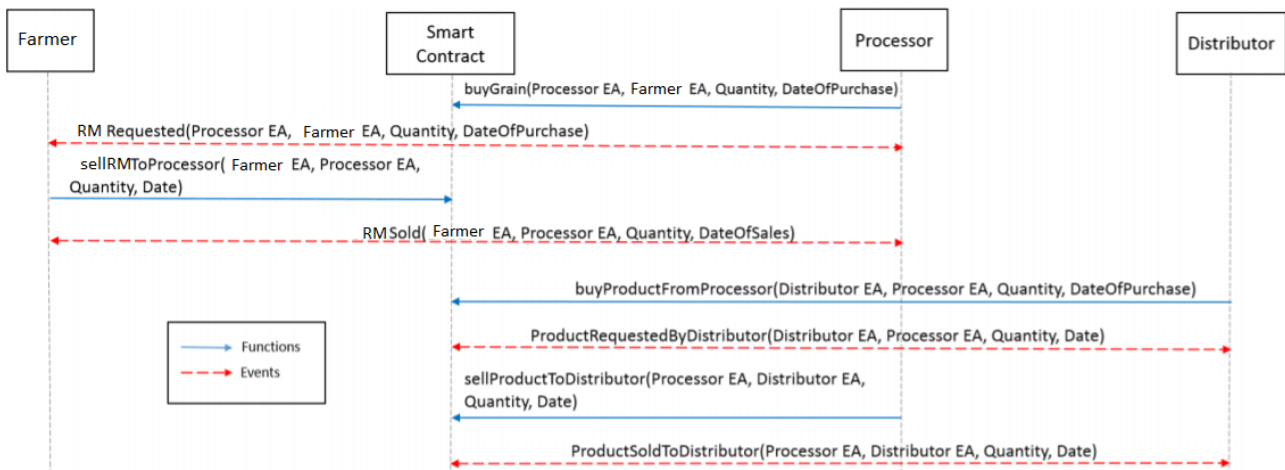 Farmer
Smart
Contract
Processor
Distributor
buyGrain(Processor EA, Farmer EA, Quantity, DateOfPurchase)
RM Requested(Processor EA, Farmer EA, Quantity, DateOfPurchase)
sellRMToProcessor( Farmer EA, Processor EA,
Quantity, Date)
RMSold( Farmer EA, Processor EA, Quantity, DateOfSales)
buyProductFromProcessor(Distributor EA, Processor EA, Quantity, DateOfPurchase)
Functions
Events
ProductRequestedByDistributor(Distributor EA, Processor EA, Quantity, Date)
sellProductToDistributor(Processor EA, Distributor EA,
Quantity, Date)
ProductSoldToDistributor(Processor EA, Distributor EA, Quantity, Date)